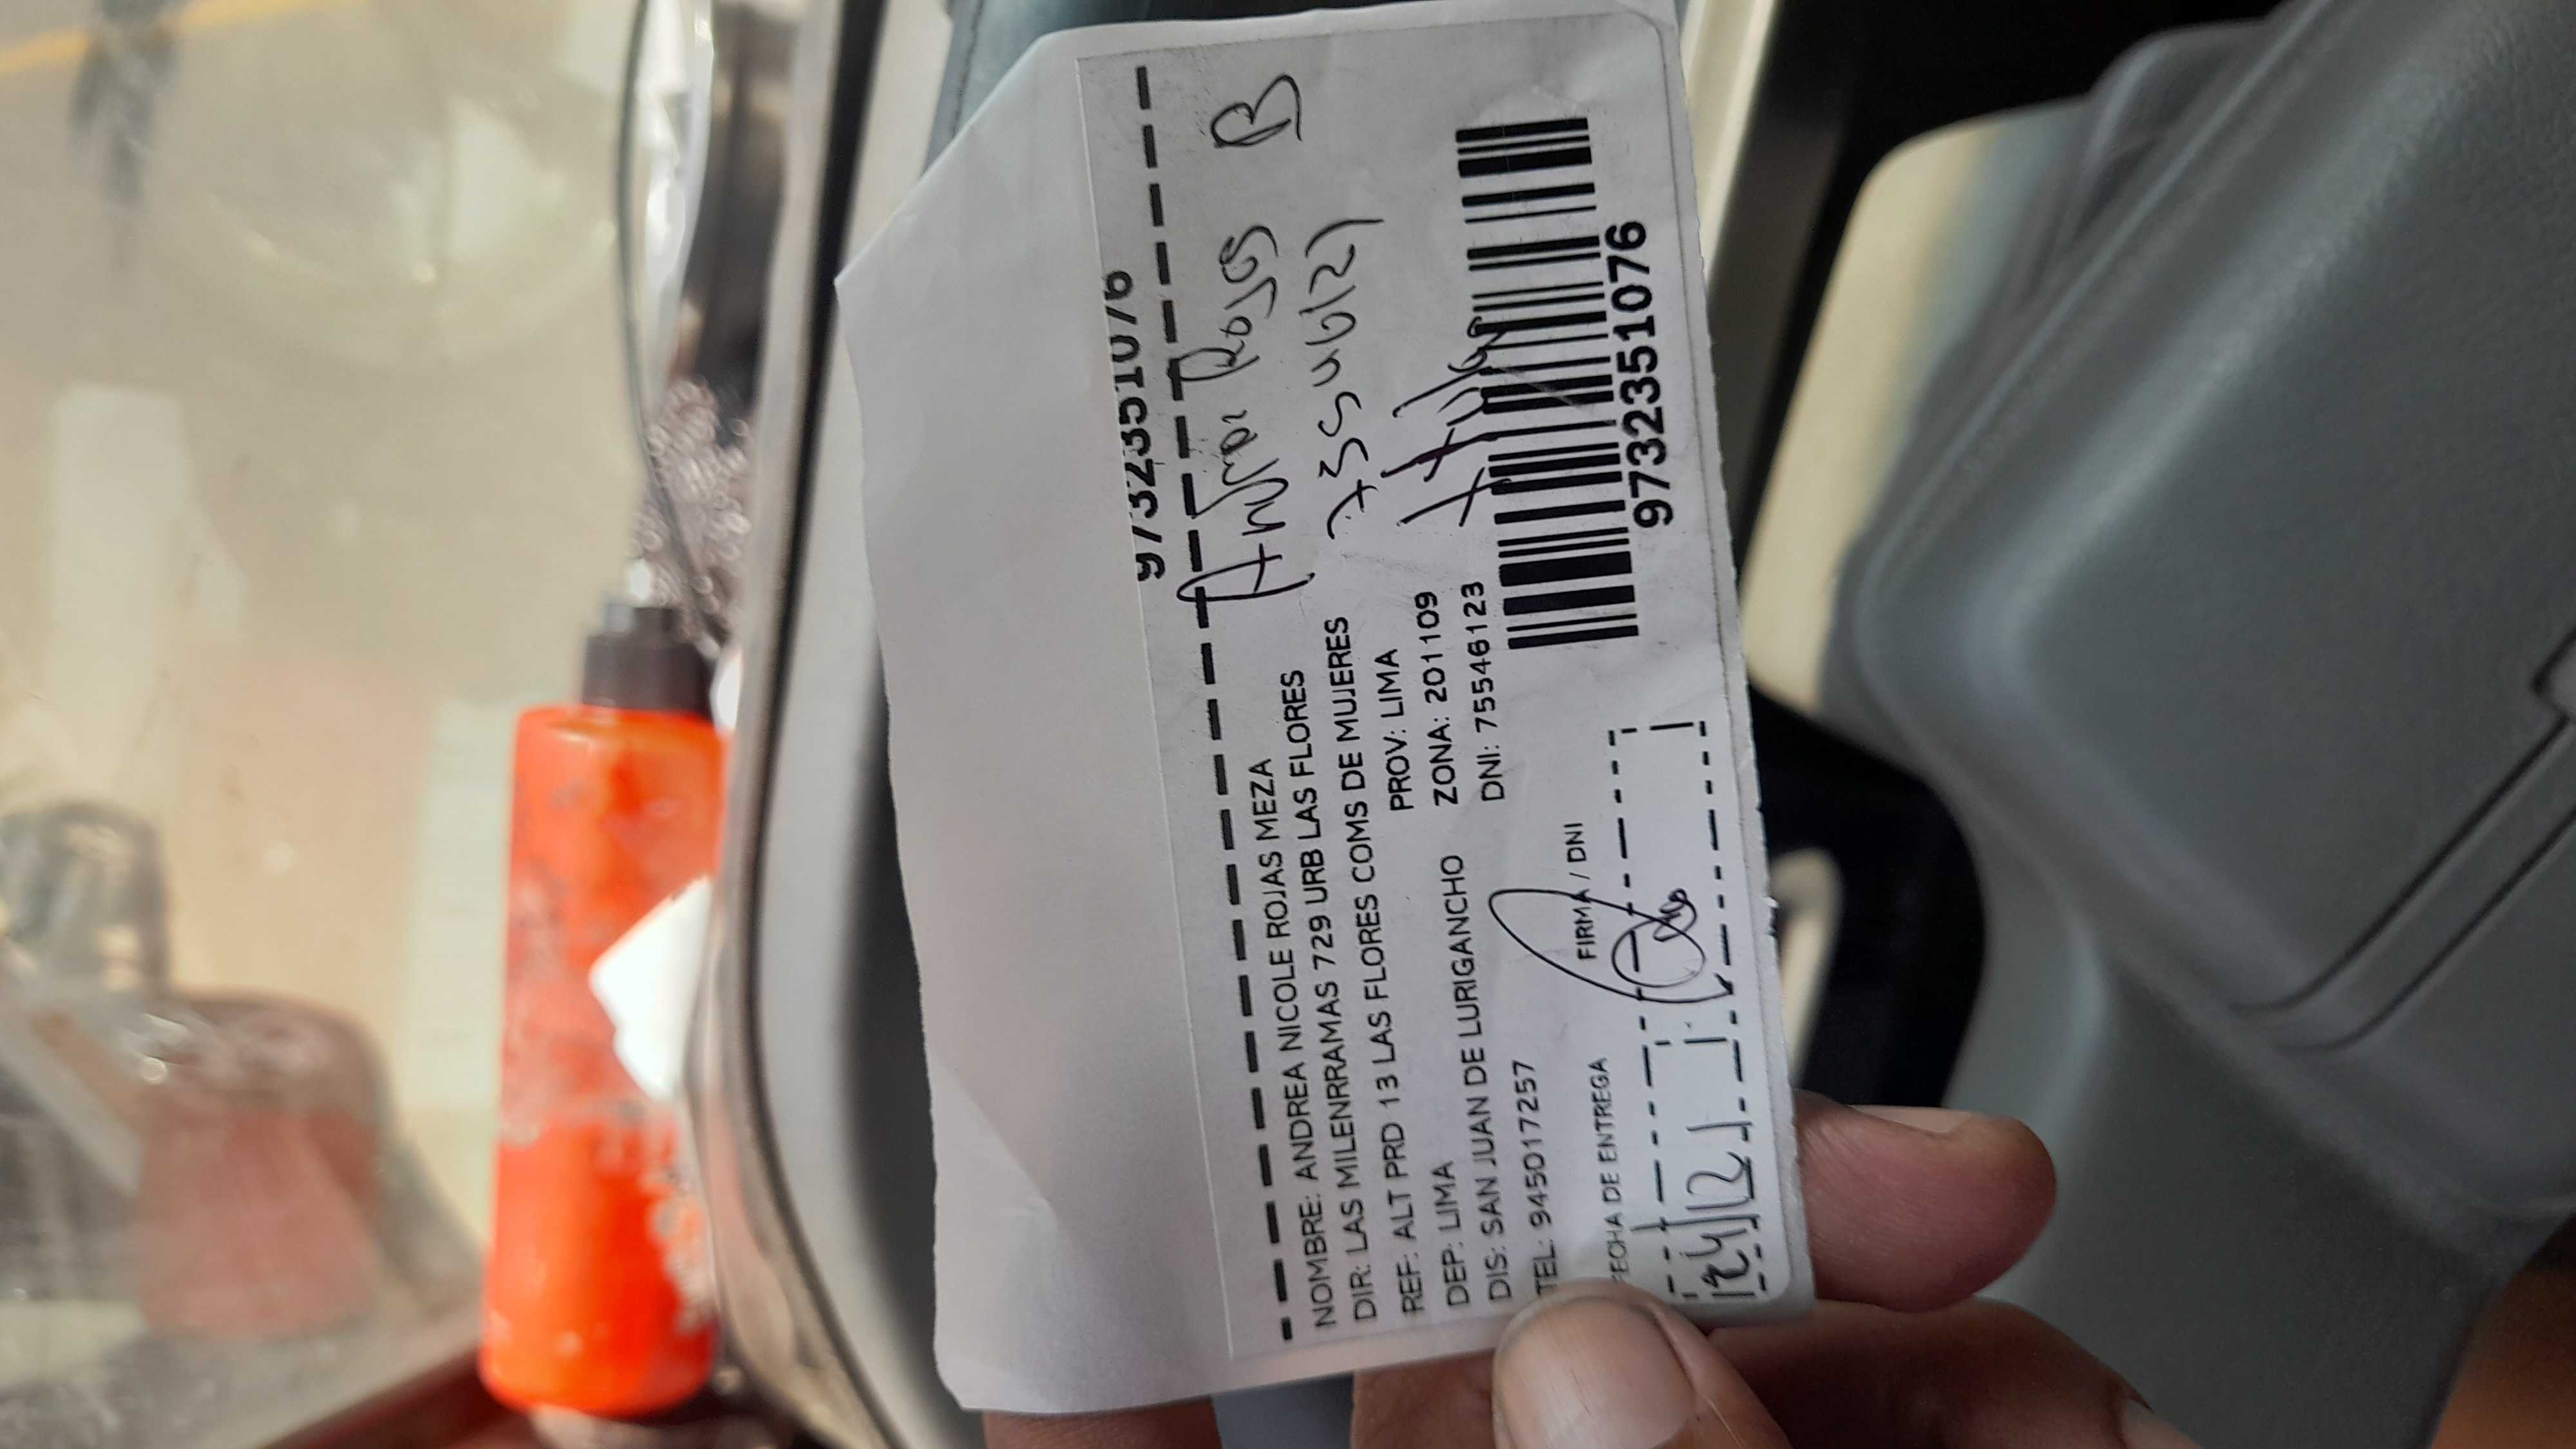 9732351076
NOMBRE: ANDREA NICOLE ROJAS MEZA
DIR: LAS MILENRRAMAS 729 URB LAS FLORES
REF: ALT PRD 13 LAS FLORES COMS DE MUJERES
DEP: LIMA PROV: LIMA
DIS: SAN JUAN DE LURIGANCHO ZONA: 201109
TEL: 945017257 DNI: 75546123
Andrea Rojas
FECHA DE ENTREGA FIRMA / DNI
9732351076